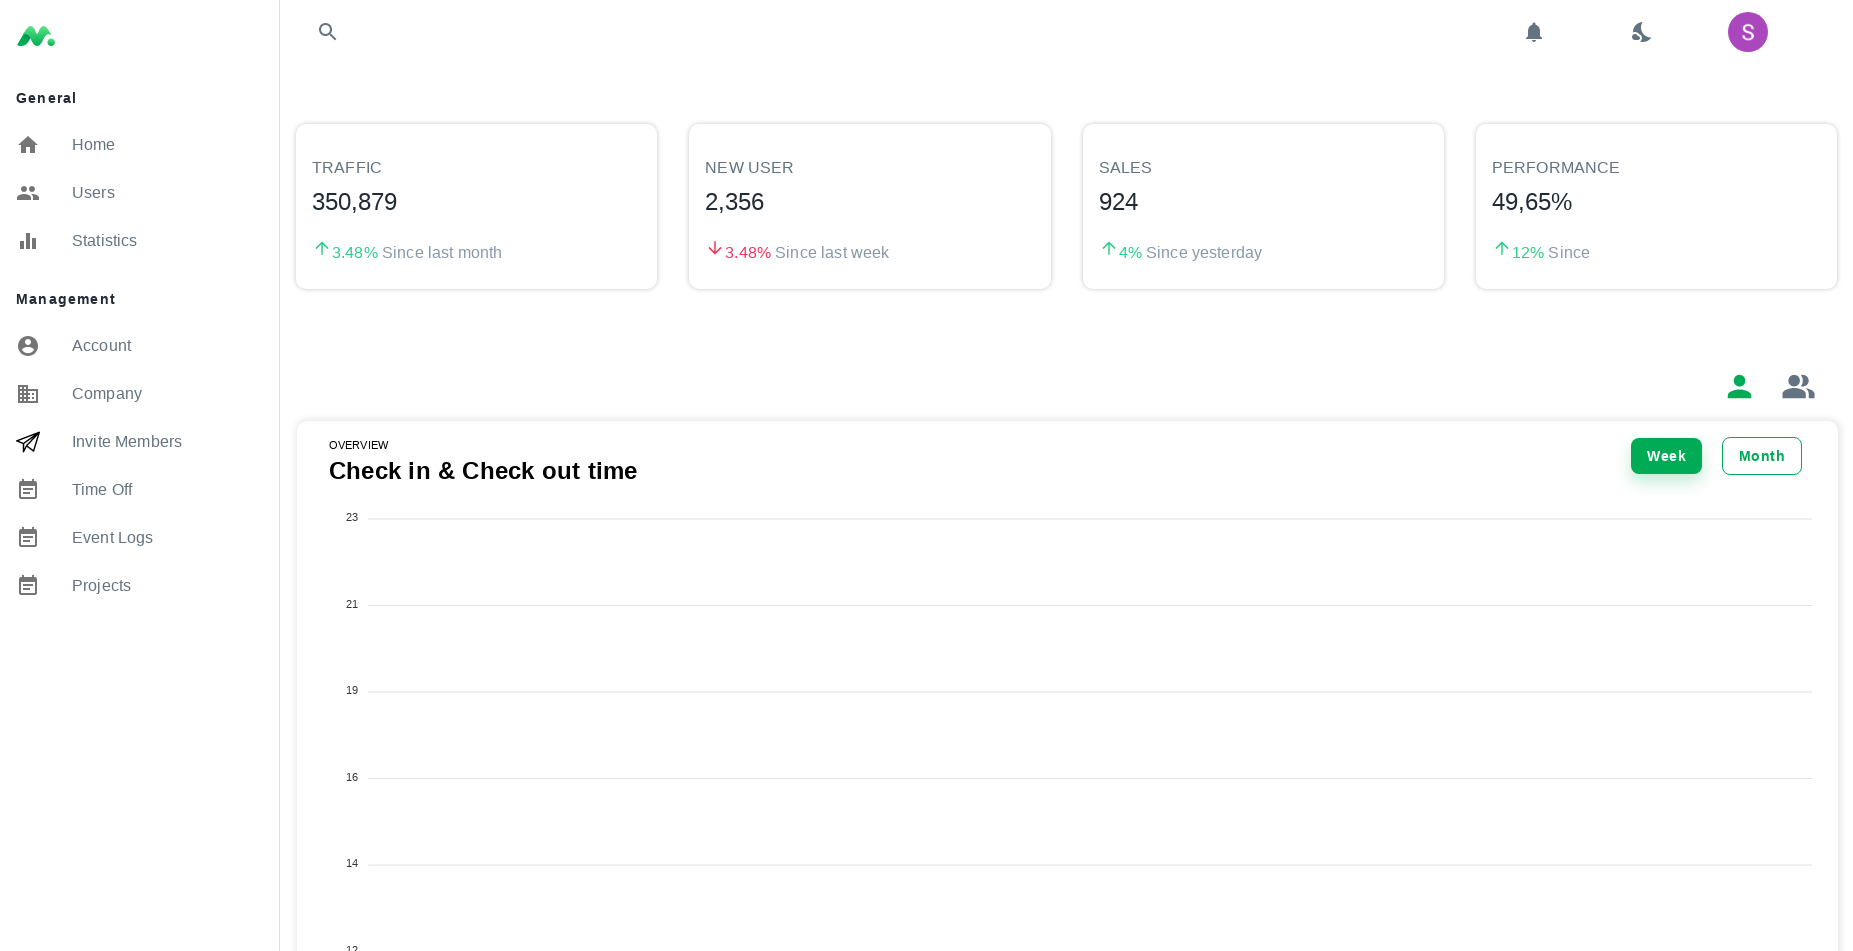 S
General
Home
Users
Statistics
Management
Account
Company
Invite Members
Time Off
Event Logs
Projects
TRAFFIC
350,879
3.48% Since last month
NEW USER
2,356
3.48% Since last week
SALES
924
4% Since yesterday
PERFORMANCE
49,65%
12% Since
OVERVIEW
Check in & Check out time
Week
Month
23
21
19
16
14
12